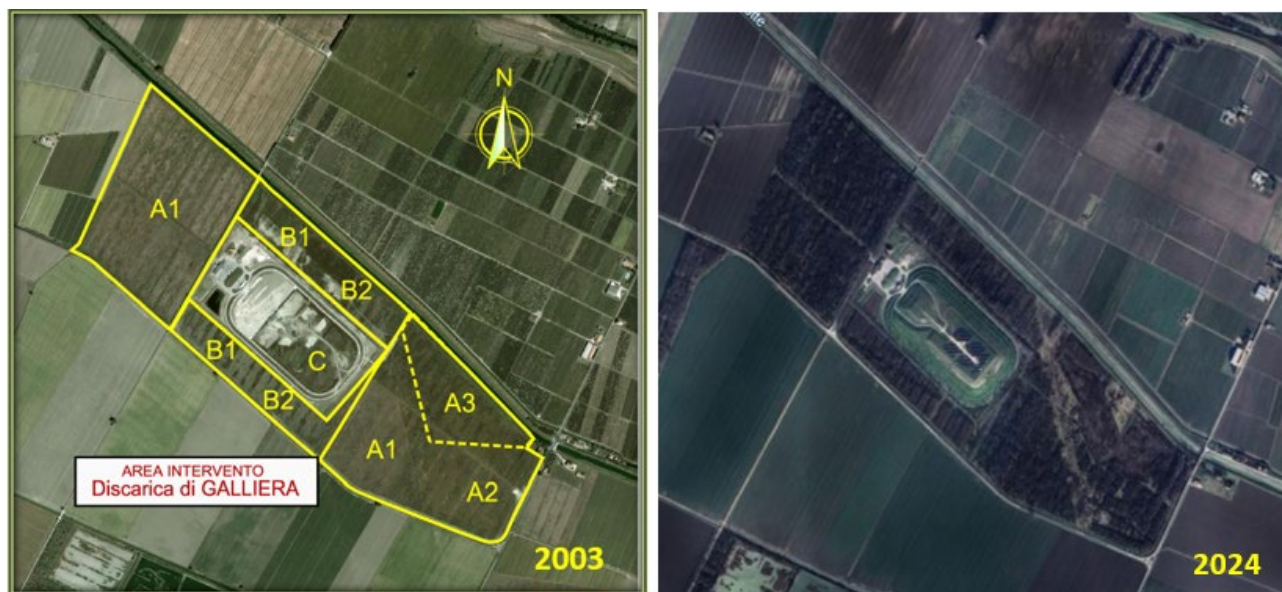 N
A1
B1
B2
C
B1
B2
A3
A1
A2
AREA INTERVENTO
Discarica di GALLIERA
2003
2024